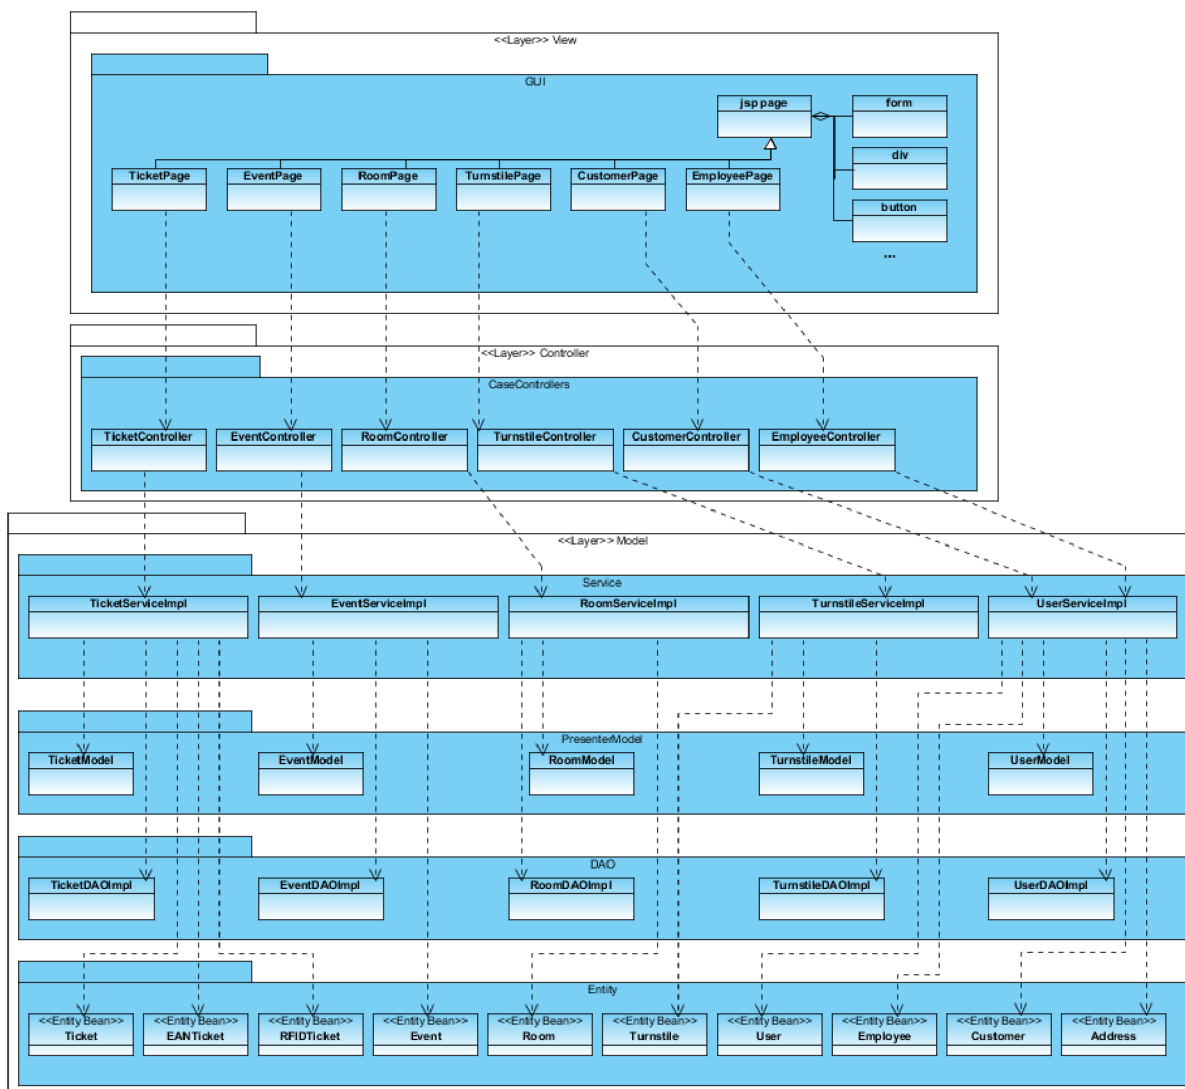 <<Layer>> View
GUI
jsp page
form
div
TicketPage
EventPage
RoomPage
TurnstilePage
CustomerPage
EmployeePage
button
...
<<Layer>> Controller
CaseControllers
TicketController
EventController
RoomController
TurnstileController
CustomerController
EmployeeController
<<Layer>> Model
Service
TicketServiceImpl
EventServiceImpl
RoomServiceImpl
TurnstileServiceImpl
UserServiceImpl
PresenterModel
TicketModel
EventModel
RoomModel
TurnstileModel
UserModel
DAO
TicketDAOImpl
EventDAOImpl
RoomDAOImpl
TurnstileDAOImpl
UserDAOImpl
Entity
<<Entity Bean>>
Ticket
<<Entity Bean>>
EANTicket
<<Entity Bean>>
RFIDTicket
<<Entity Bean>>
Event
<<Entity Bean>>
Room
<<Entity Bean>>
Turnstile
<<Entity Bean>>
User
<<Entity Bean>>
Employee
<<Entity Bean>>
Customer
<<Entity Bean>>
Address